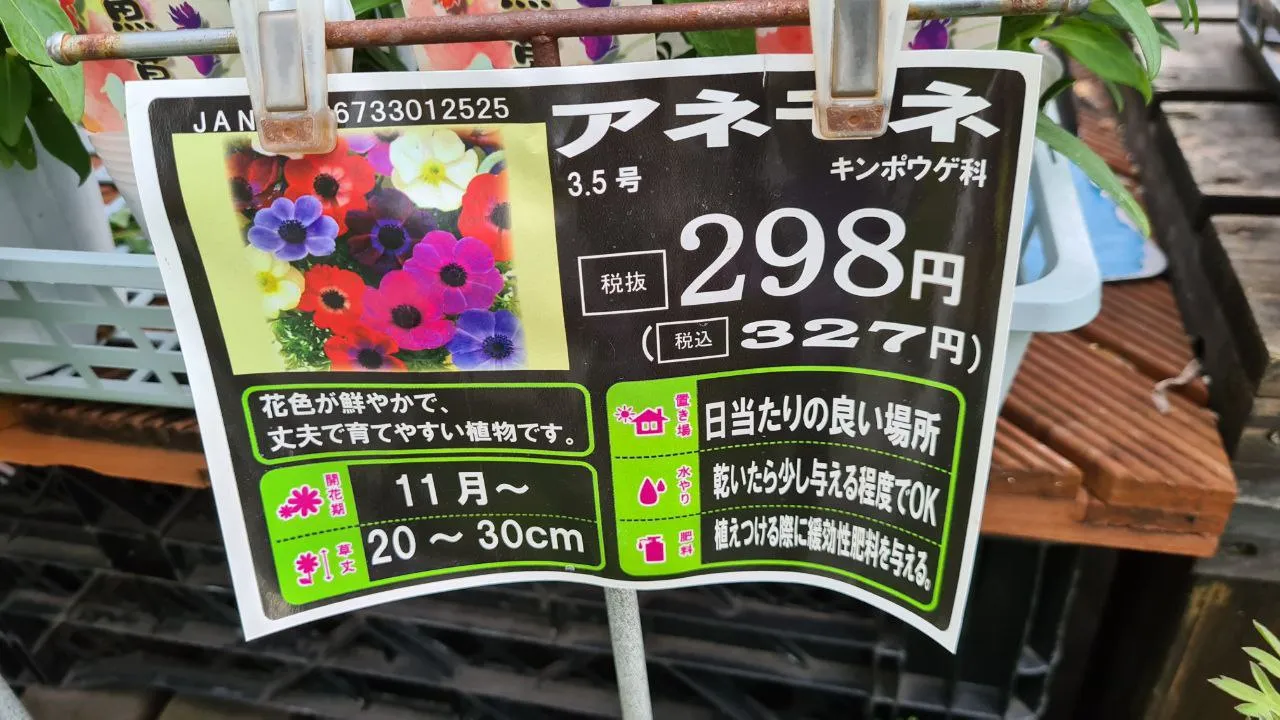 JAN 6733012525
アネモネ
3.5号
キンポウゲ科
税抜 298円
(税込 327円)
花色が鮮やかで、
丈夫で育てやすい植物です。
開花期 11月～
草丈 20～30cm
置き場 日当たりの良い場所
水やり 乾いたら少し与える程度でOK
肥料 植えつける際に緩効性肥料を与える。